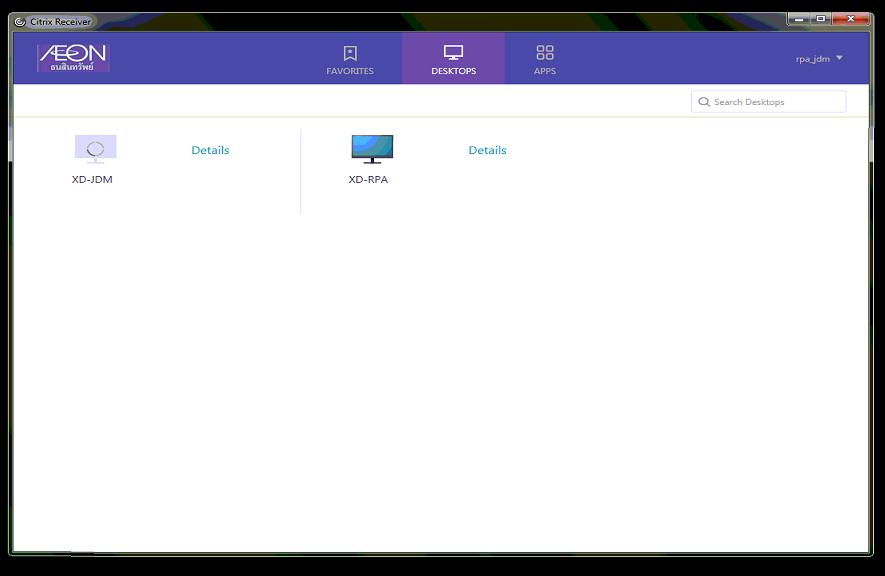 Citrix Receiver
ÆON
ธนสินทรัพย์
FAVORITES
DESKTOPS
APPS
rpa_jdm
Search Desktops
Details
XD-JDM
Details
XD-RPA